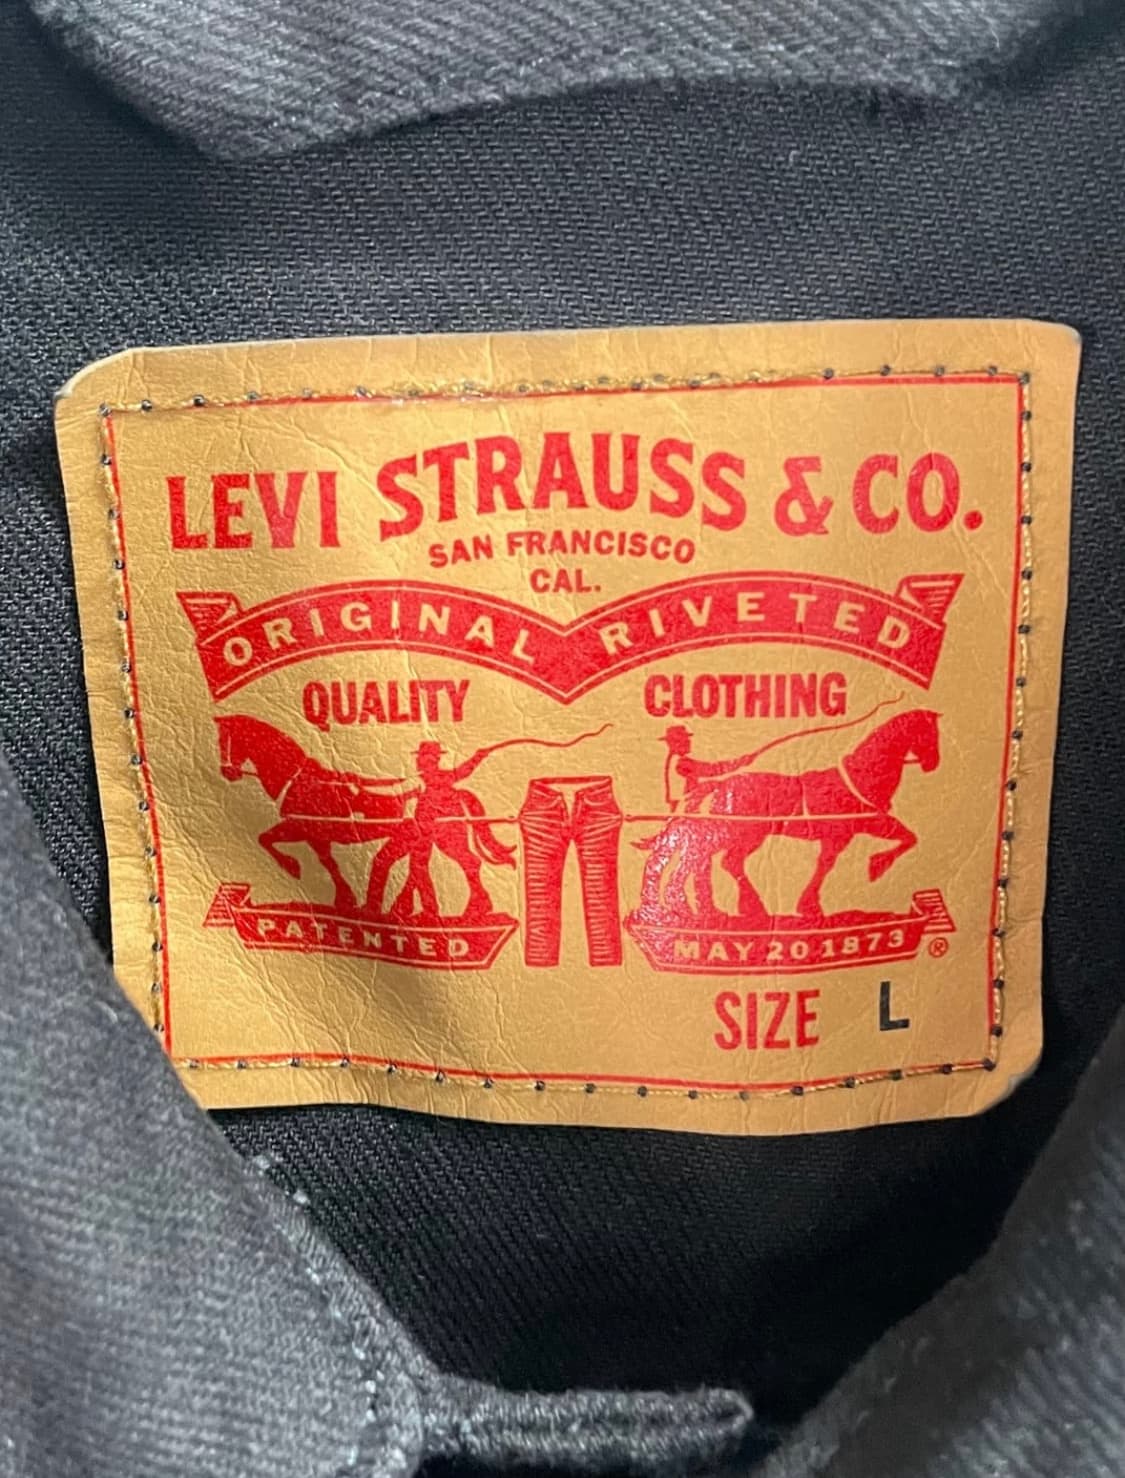 LEVI STRAUSS & CO.
SAN FRANCISCO
CAL.
ORIGINAL RIVETED
QUALITY CLOTHING
PATENTED MAY 20 1873 ®
SIZE L